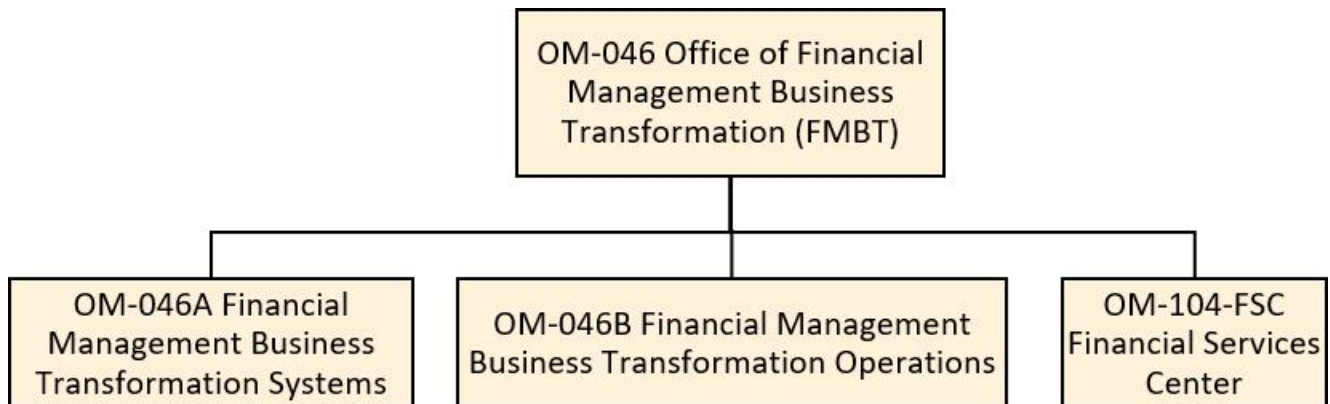 OM-046 Office of Financial
Management Business
Transformation (FMBT)
OM-046A Financial
Management Business
Transformation Systems
OM-046B Financial Management
Business Transformation Operations
OM-104-FSC
Financial Services
Center